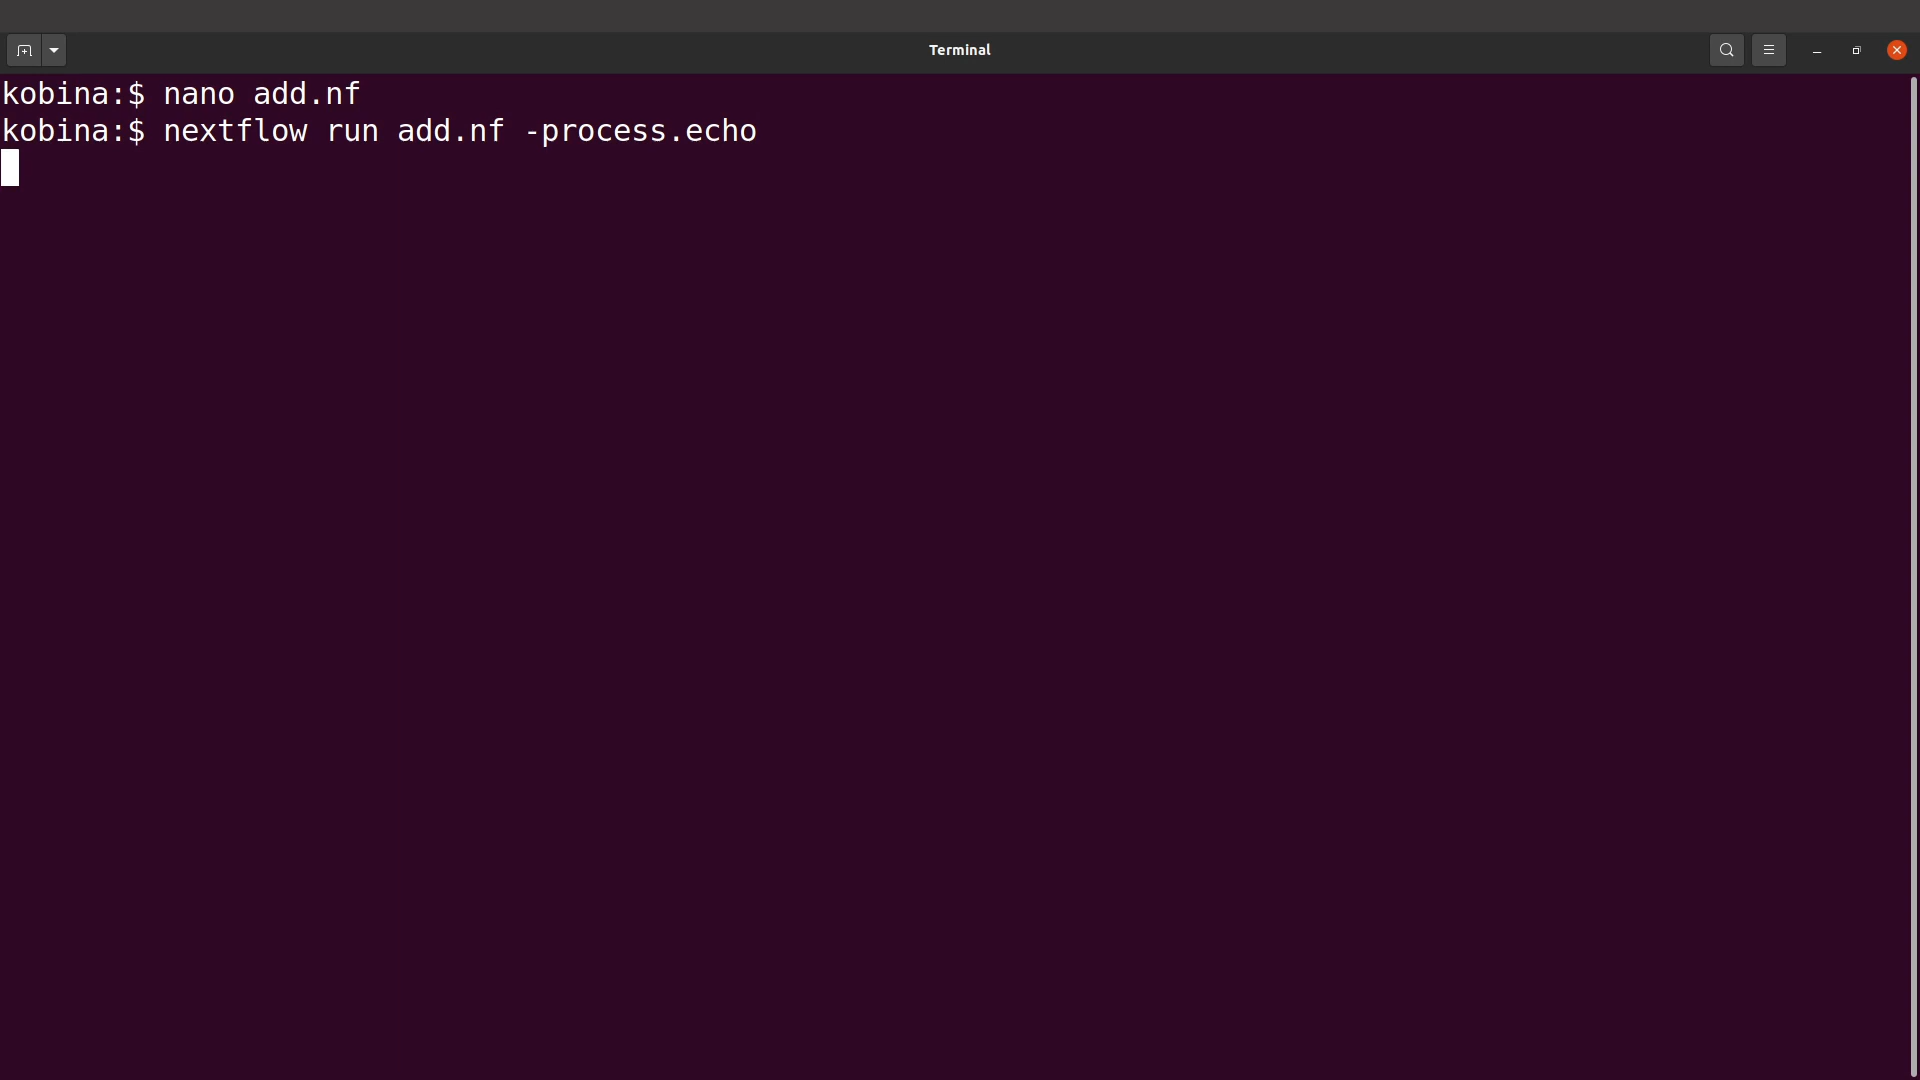 Terminal
kobina:$ nano add.nf
kobina:$ nextflow run add.nf -process.echo